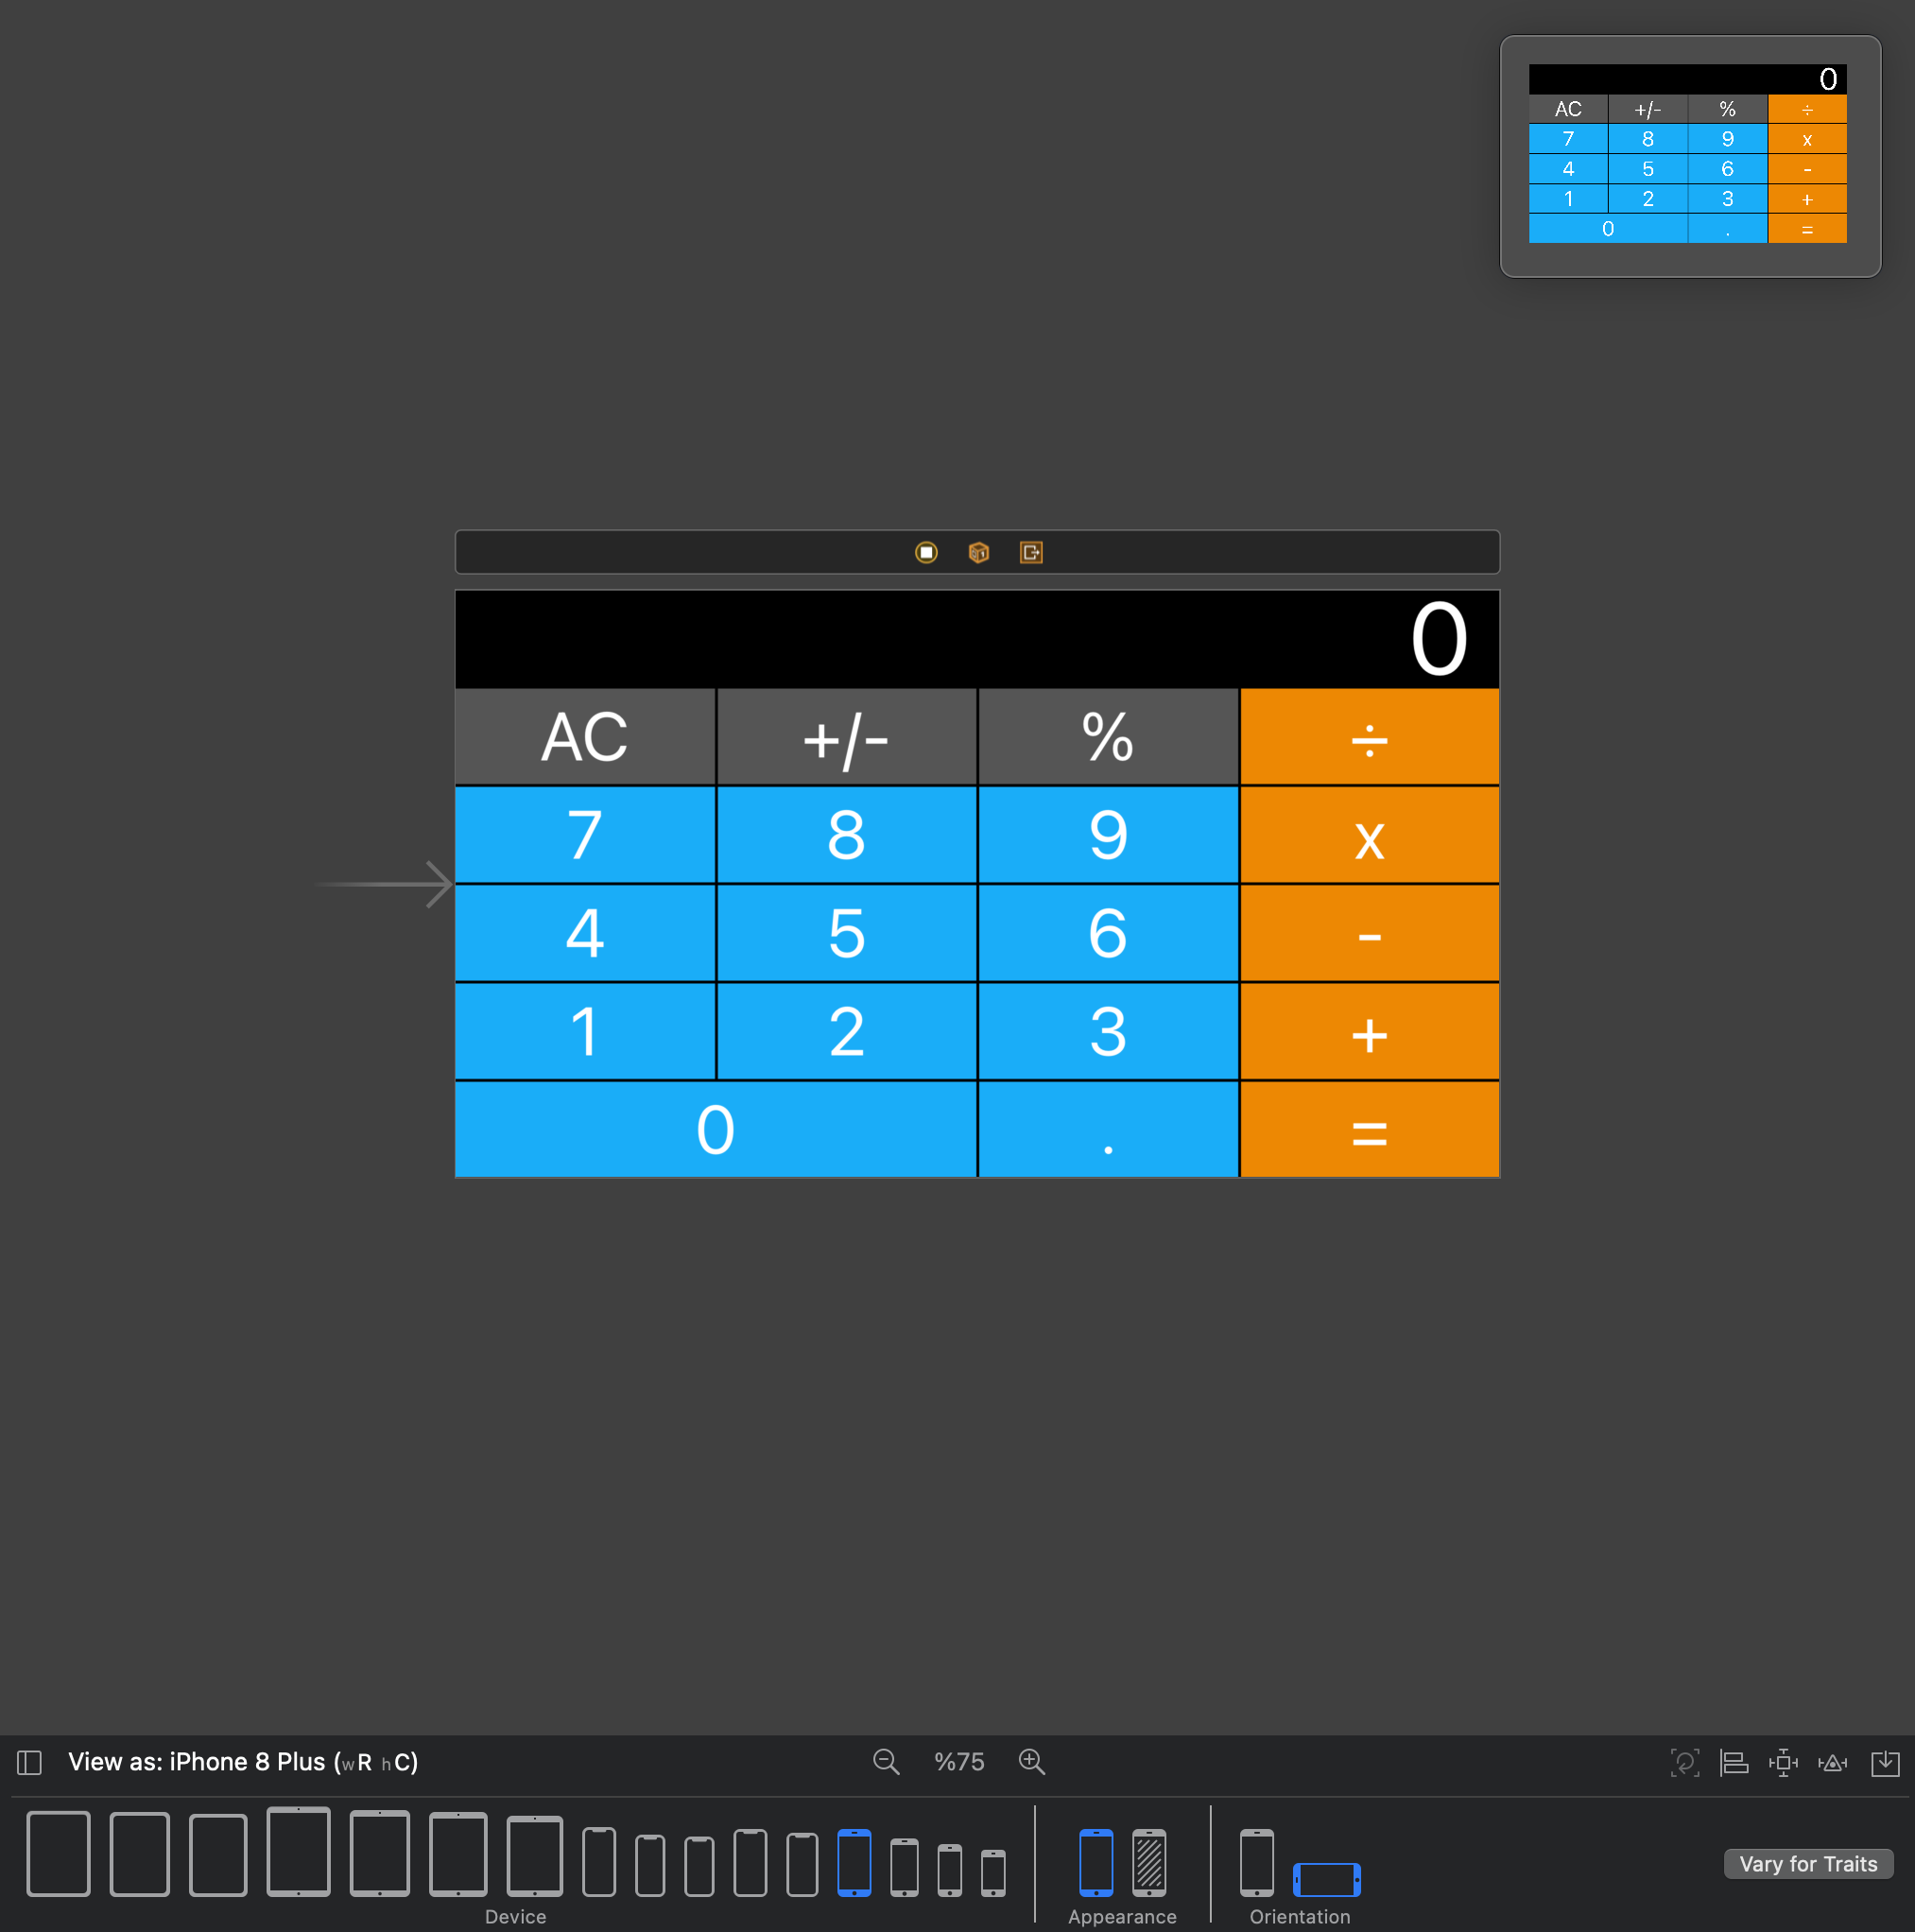 0
AC +/- % ÷
7 8 9 x
4 5 6 -
1 2 3 +
0 . =
0
AC +/- % ÷
7 8 9 x
4 5 6 -
1 2 3 +
0 . =
View as: iPhone 8 Plus (wR hC)
%75
Vary for Traits
Device
Appearance
Orientation